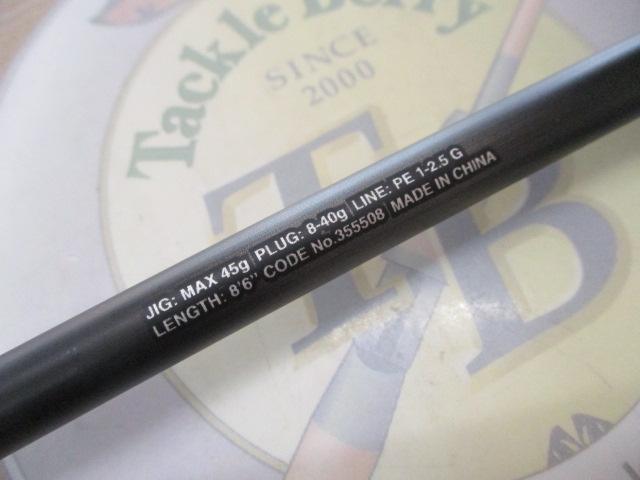 Tackle Berry
SINCE
2000
TB
JIG: MAX 45g PLUG: 8-40g LINE: PE 1-2.5 G
LENGTH: 8'6" CODE No.355508 MADE IN CHINA